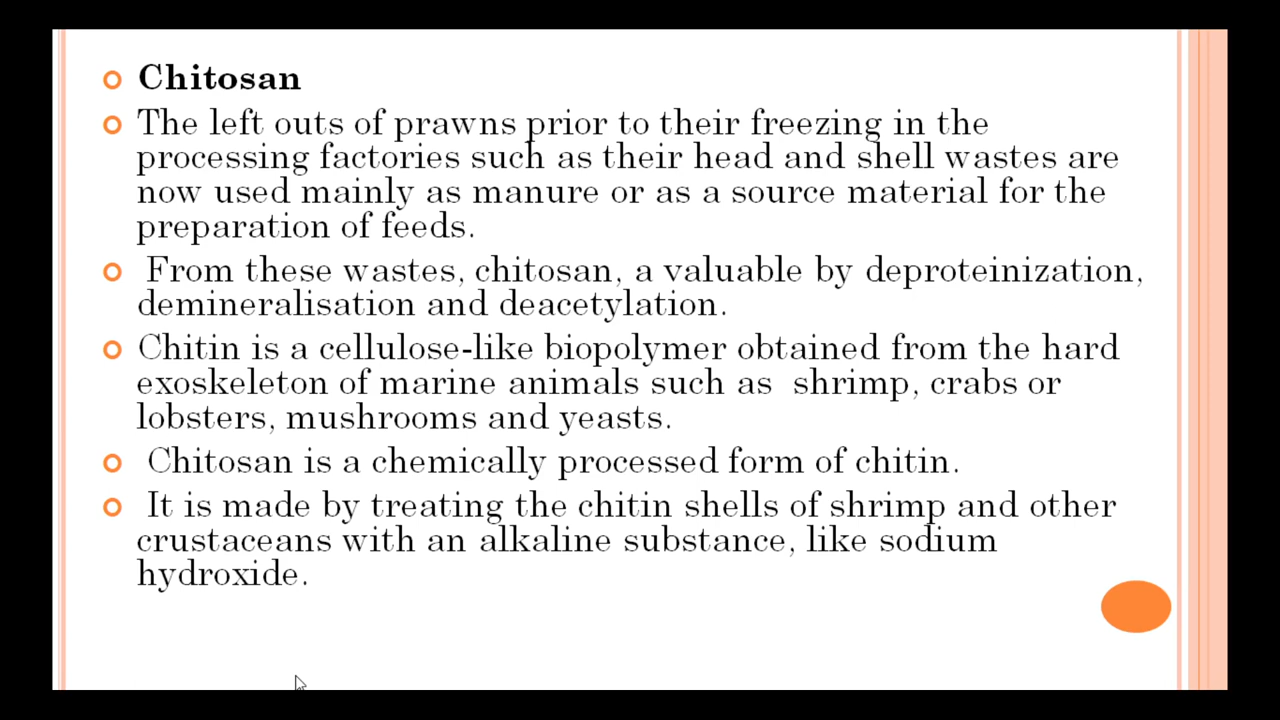 Chitosan
The left outs of prawns prior to their freezing in the
processing factories such as their head and shell wastes are
now used mainly as manure or as a source material for the
preparation of feeds.
From these wastes, chitosan, a valuable by deproteinization,
demineralisation and deacetylation.
Chitin is a cellulose-like biopolymer obtained from the hard
exoskeleton of marine animals such as shrimp, crabs or
lobsters, mushrooms and yeasts.
Chitosan is a chemically processed form of chitin.
It is made by treating the chitin shells of shrimp and other
crustaceans with an alkaline substance, like sodium
hydroxide.